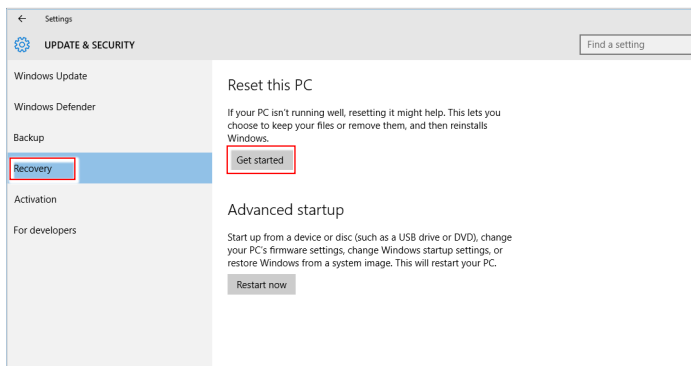 Settings
UPDATE & SECURITY
Find a setting
Windows Update
Windows Defender
Backup
Recovery
Activation
For developers
Reset this PC
If your PC isn't running well, resetting it might help. This lets you
choose to keep your files or remove them, and then reinstalls
Windows.
Get started
Advanced startup
Start up from a device or disc (such as a USB drive or DVD), change
your PC's firmware settings, change Windows startup settings, or
restore Windows from a system image. This will restart your PC.
Restart now